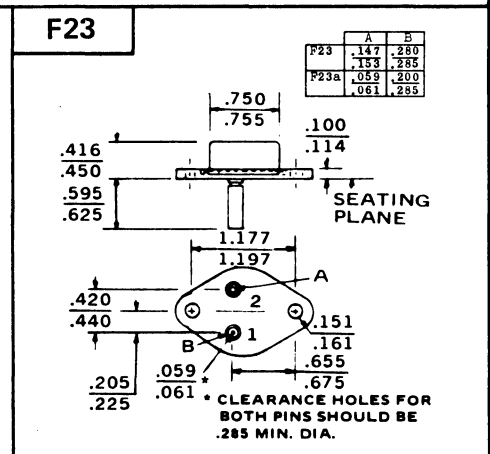 F23
A B
F23 .147 .280
.153 .285
F23a .059 .200
.061 .285
.750
.755
.100
.114
.416
.450
.595
.625
SEATING
PLANE
1.177
1.197
A
2
.420
.440
B
1
.151
.161
.059 *
.061
.655
.675
.205
.225
* CLEARANCE HOLES FOR
BOTH PINS SHOULD BE
.285 MIN. DIA.